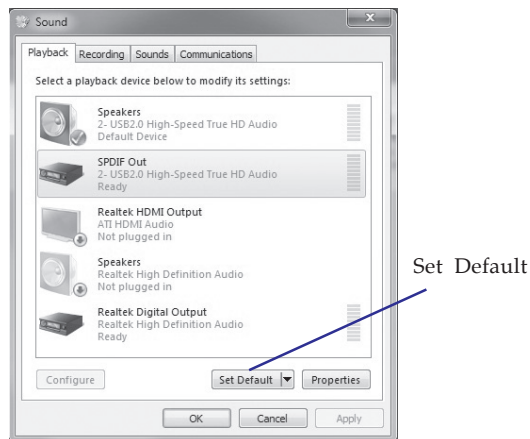 Sound
x
Playback Recording Sounds Communications
Select a playback device below to modify its settings:
Speakers
2- USB2.0 High-Speed True HD Audio
Default Device
SPDIF Out
2- USB2.0 High-Speed True HD Audio
Ready
Realtek HDMI Output
ATI HDMI Audio
Not plugged in
Speakers
Realtek High Definition Audio
Not plugged in
Realtek Digital Output
Realtek High Definition Audio
Ready
Set Default
Configure Set Default Properties
OK Cancel Apply